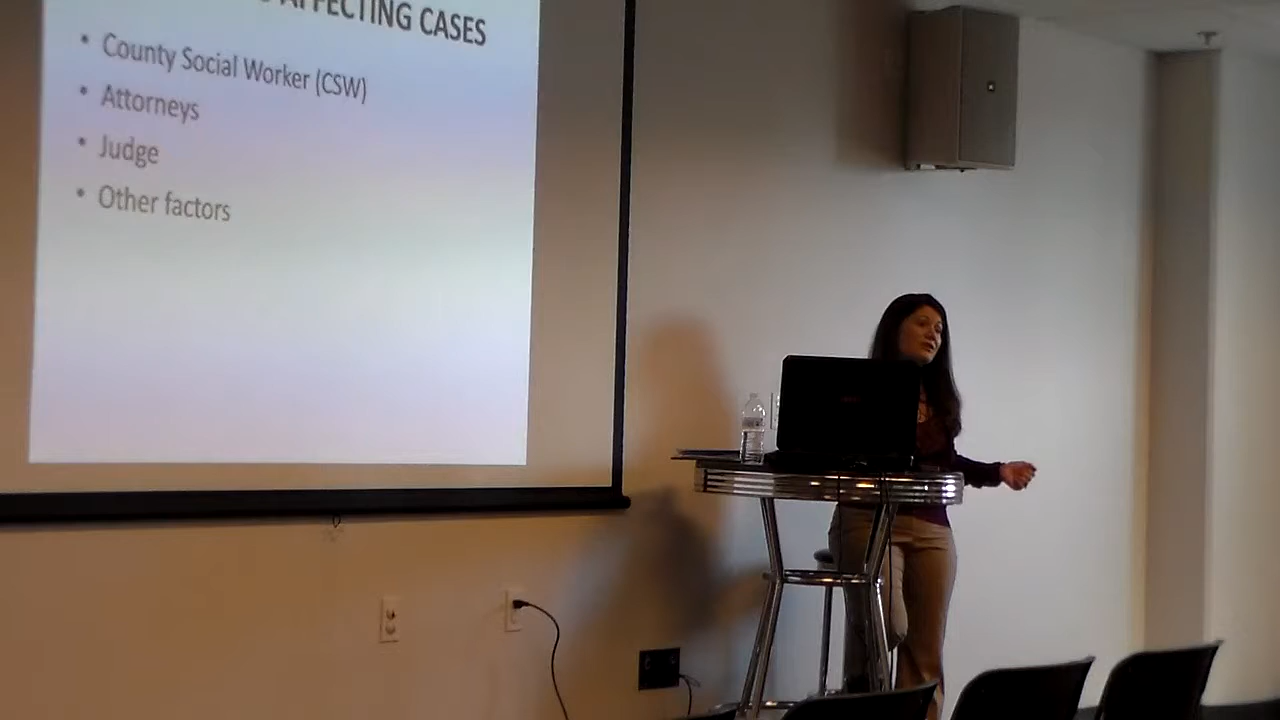 AFFECTING CASES
• County Social Worker (CSW)
• Attorneys
• Judge
• Other factors